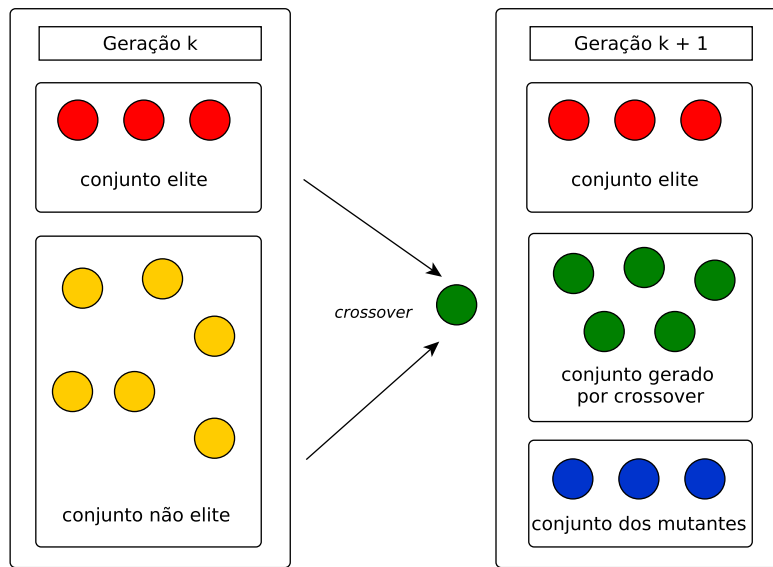 Geração k
conjunto elite
conjunto não elite
crossover
Geração k + 1
conjunto elite
conjunto gerado
por crossover
conjunto dos mutantes